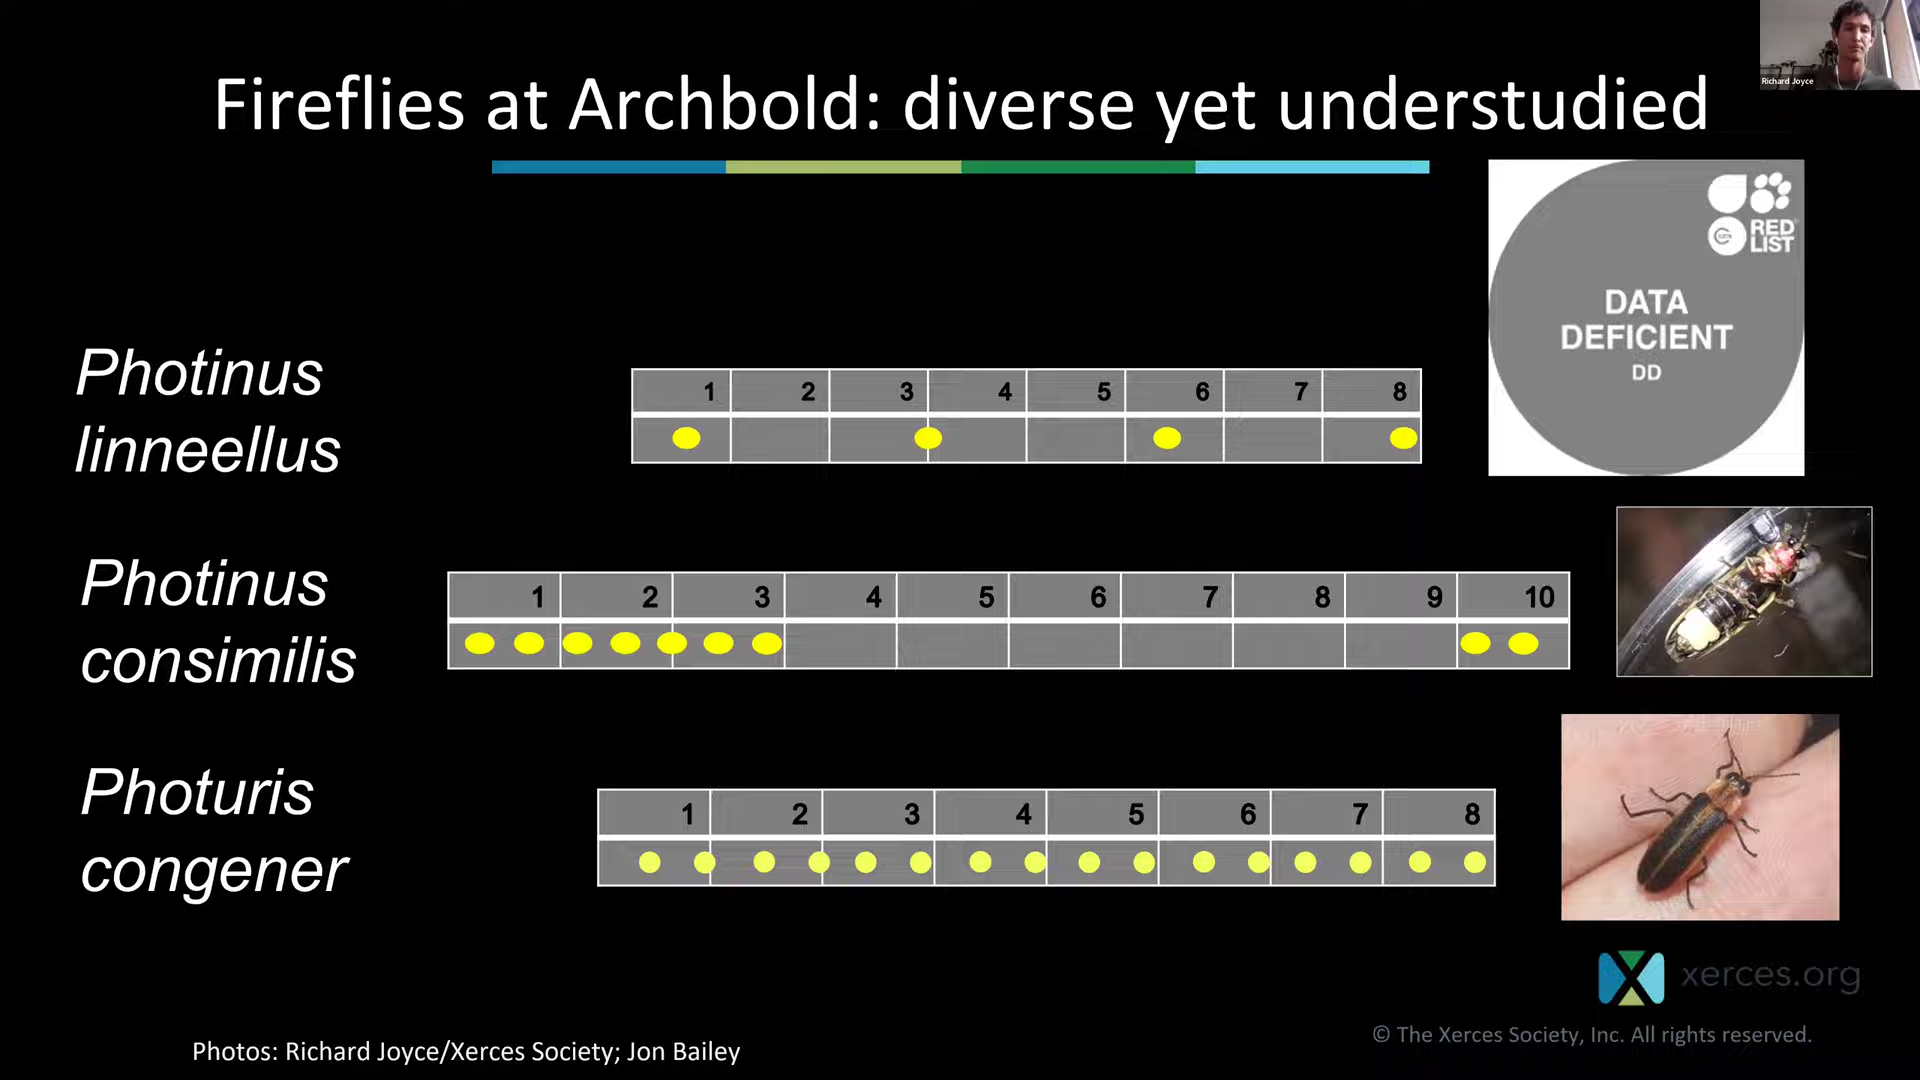 Richard Joyce
Fireflies at Archbold: diverse yet understudied
RED
LIST
DATA
DEFICIENT
DD
Photinus
linneellus
1 2 3 4 5 6 7 8
Photinus
consimilis
1 2 3 4 5 6 7 8 9 10
Photuris
congener
1 2 3 4 5 6 7 8
xerces.org
© The Xerces Society, Inc. All rights reserved.
Photos: Richard Joyce/Xerces Society; Jon Bailey